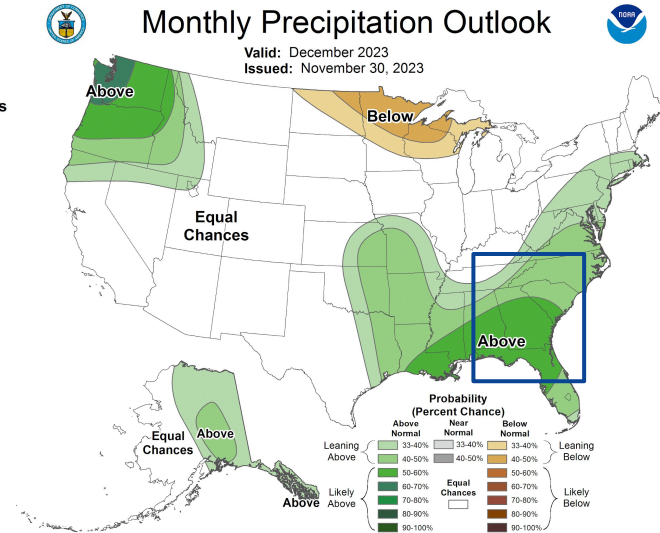 Monthly Precipitation Outlook
NOAA
Valid: December 2023
Issued: November 30, 2023
s
Above
Below
Equal
Chances
Above
Equal
Chances
Above
Above
Probability
(Percent Chance)
Above
Normal
Near
Normal
Below
Normal
Leaning
Above
33-40%
40-50%
33-40%
40-50%
33-40%
40-50%
Leaning
Below
Likely
Above
50-60%
60-70%
70-80%
80-90%
90-100%
Equal
Chances
50-60%
60-70%
70-80%
80-90%
90-100%
Likely
Below